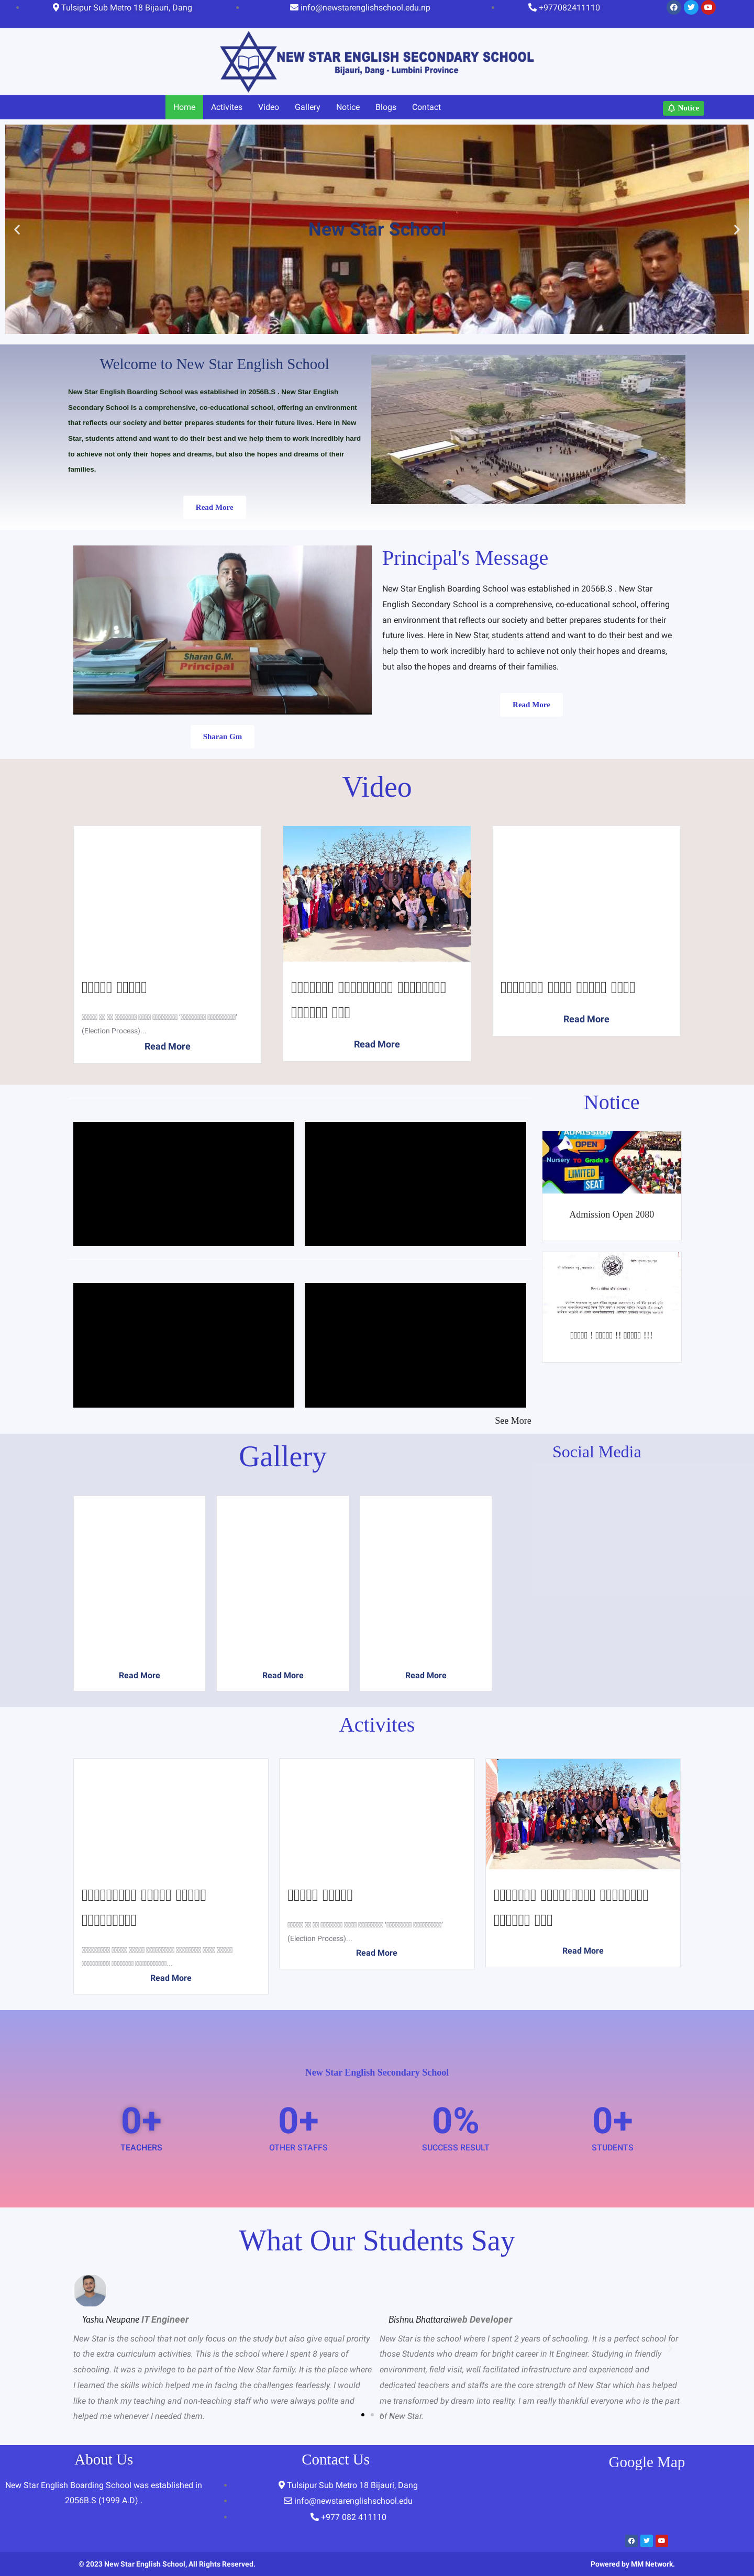 Tulsipur Sub Metro 18 Bijauri, Dang
info@newstarenglishschool.edu.np
+977082411110
NEW STAR ENGLISH SECONDARY SCHOOL
Bijauri, Dang - Lumbini Province
Home Activites Video Gallery Notice Blogs Contact
Notice
New Star School
Welcome to New Star English School
New Star English Boarding School was established in 2056B.S . New Star English
Secondary School is a comprehensive, co-educational school, offering an environment
that reflects our society and better prepares students for their future lives. Here in New
Star, students attend and want to do their best and we help them to work incredibly hard
to achieve not only their hopes and dreams, but also the hopes and dreams of their
families.
Read More
Sharan G.M.
Principal
Sharan Gm
Principal's Message
New Star English Boarding School was established in 2056B.S . New Star
English Secondary School is a comprehensive, co-educational school, offering
an environment that reflects our society and better prepares students for their
future lives. Here in New Star, students attend and want to do their best and we
help them to work incredibly hard to achieve not only their hopes and dreams,
but also the hopes and dreams of their families.
Read More
Video
(Election Process)...
Read More
Read More
Read More
See More
Notice
ADMISSION
OPEN
Nursery TO Grade 9
LIMITED
SEAT
Admission Open 2080
! !! !!!
Gallery
Read More
Read More
Read More
Social Media
Activites
Read More
(Election Process)...
Read More
Read More
New Star English Secondary School
0+
TEACHERS
0+
OTHER STAFFS
0%
SUCCESS RESULT
0+
STUDENTS
What Our Students Say
Yashu Neupane IT Engineer
New Star is the school that not only focus on the study but also give equal prority
to the extra curriculum activities. This is the school where I spent 8 years of
schooling. It was a privilege to be part of the New Star family. It is the place where
I learned the skills which helped me in facing the challenges fearlessly. I would
like to thank my teaching and non-teaching staff who were always polite and
helped me whenever I needed them.
Bishnu Bhattaraiweb Developer
New Star is the school where I spent 2 years of schooling. It is a perfect school for
those Students who dream for bright career in It Engineer. Studying in friendly
environment, field visit, well facilitated infrastructure and experienced and
dedicated teachers and staffs are the core strength of New Star which has helped
me transformed by dream into reality. I am really thankful everyone who is the part
of New Star.
About Us
New Star English Boarding School was established in
2056B.S (1999 A.D) .
Contact Us
Tulsipur Sub Metro 18 Bijauri, Dang
info@newstarenglishschool.edu
+977 082 411110
Google Map
© 2023 New Star English School, All Rights Reserved.
Powered by MM Network.